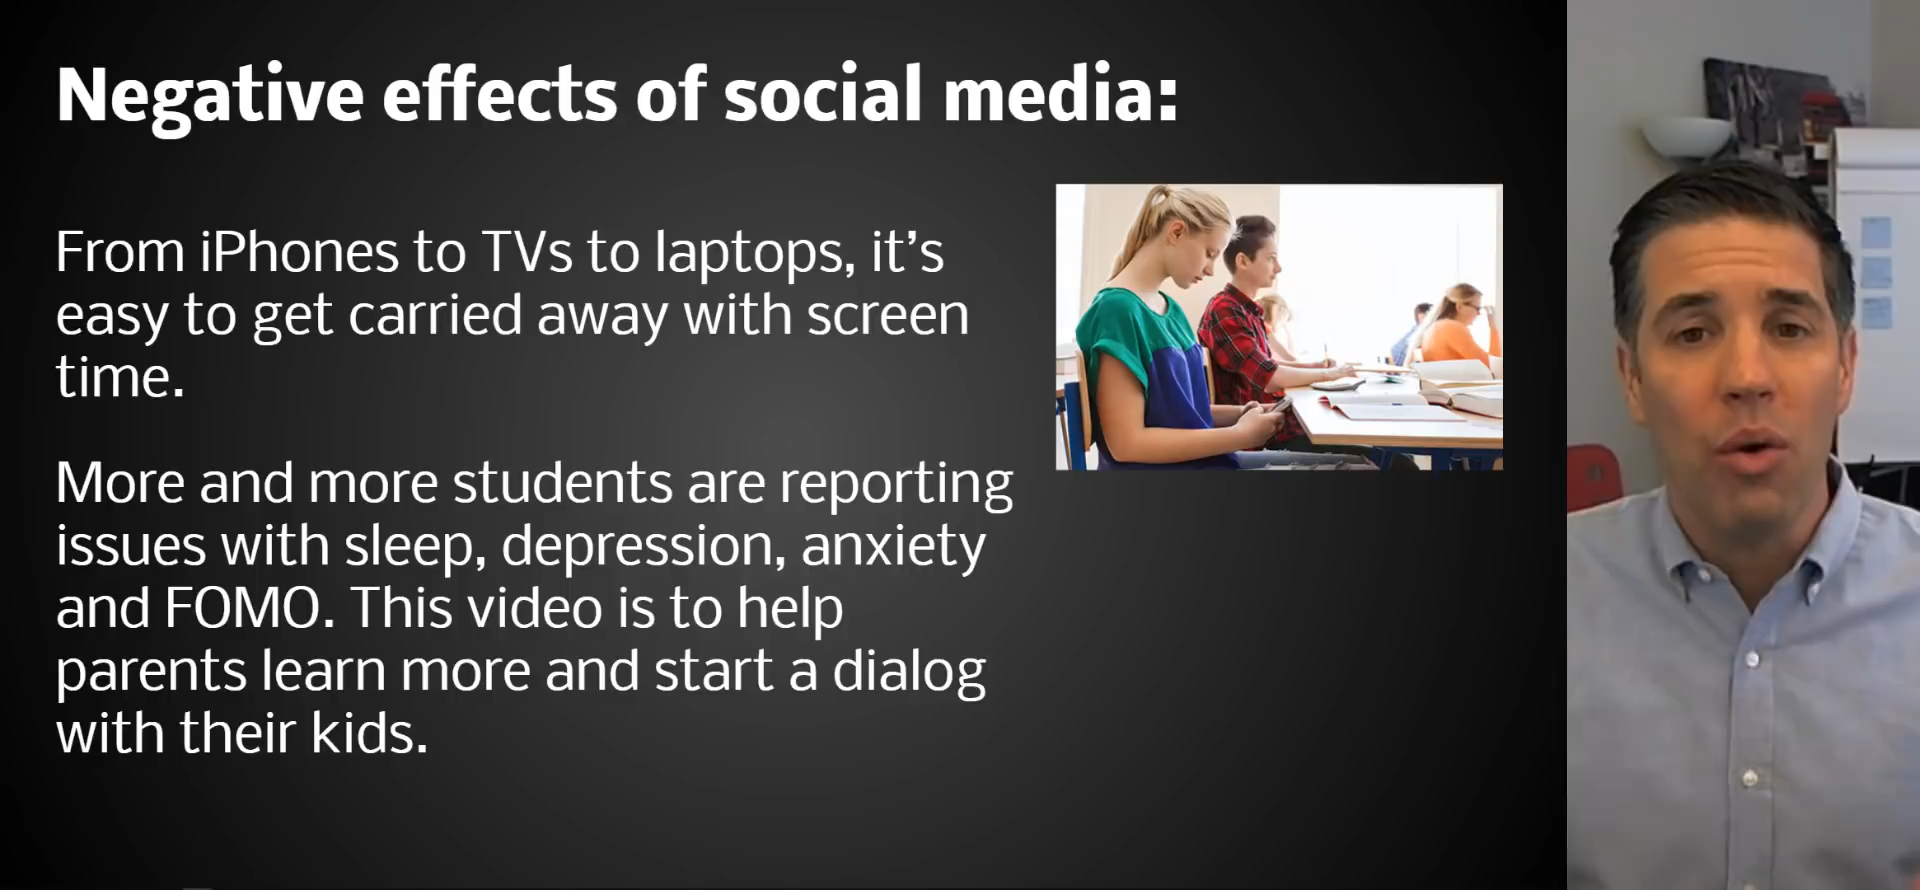 Negative effects of social media:
From iPhones to TVs to laptops, it’s
easy to get carried away with screen
time.
More and more students are reporting
issues with sleep, depression, anxiety
and FOMO. This video is to help
parents learn more and start a dialog
with their kids.